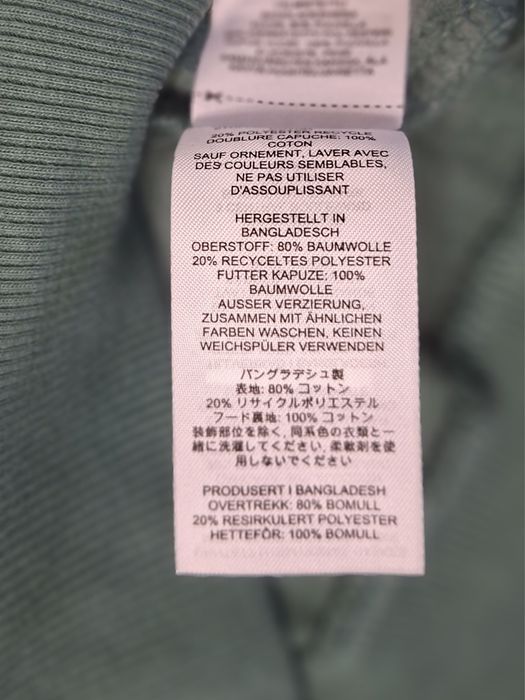 20% POLYESTER RECYCLE
DOUBLURE CAPUCHE: 100%
COTON
SAUF ORNEMENT, LAVER AVEC
DES COULEURS SEMBLABLES,
NE PAS UTILISER
D'ASSOUPLISSANT
HERGESTELLT IN
BANGLADESCH
OBERSTOFF: 80% BAUMWOLLE
20% RECYCELTES POLYESTER
FUTTER KAPUZE: 100%
BAUMWOLLE
AUSSER VERZIERUNG,
ZUSAMMEN MIT ÄHNLICHEN
FARBEN WASCHEN, KEINEN
WEICHSPÜLER VERWENDEN
バングラデシュ製
表地: 80% コットン
20% リサイクルポリエステル
フード裏地: 100% コットン
装飾部位を除く, 同系色の衣類と一
緒に洗濯してください, 柔軟剤を使
用しないでください
PRODUSERT I BANGLADESH
OVERTREKK: 80% BOMULL
20% RESIRKULERT POLYESTER
HETTEFÔR: 100% BOMULL